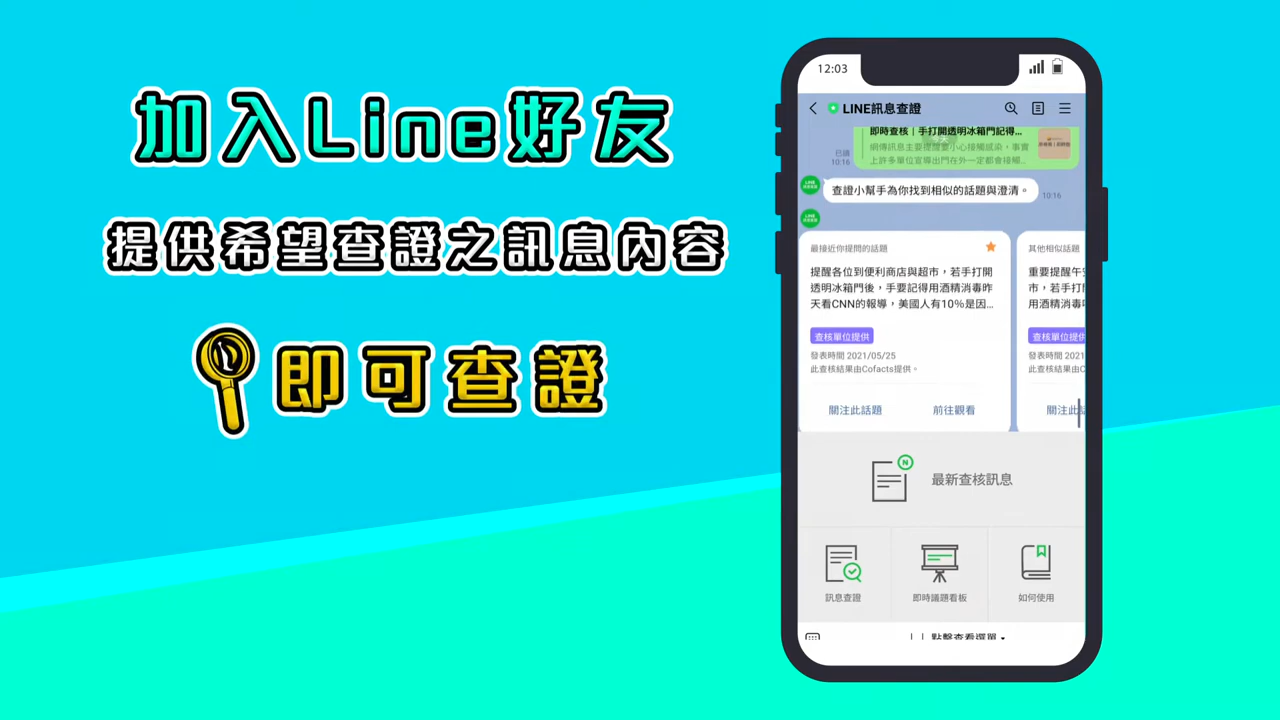 加入Line好友
提供希望查證之訊息內容
即可查證
12:03
LINE訊息查證
即時查核｜手打開透明冰箱門記得...
網傳訊息主要提醒要小心接觸感染，事實
上許多單位宣導出門在外一定都會接觸...
已讀
10:16
查證小幫手為你找到相似的話題與澄清。
10:16
最接近你提問的話題
提醒各位到便利商店與超市，若手打開
透明冰箱門後，手要記得用酒精消毒昨
天看CNN的報導，美國人有10%是因...
查核單位提供
發表時間 2021/05/25
此查核結果由Cofacts提供。
關注此話題
前往觀看
其他相似話題
重要提醒午安
市，若手打開
用酒精消毒
查核單位提供
發表時間 2021
此查核結果由C
關注此話
N
最新查核訊息
訊息查證
即時議題看板
如何使用
點擊查看選單